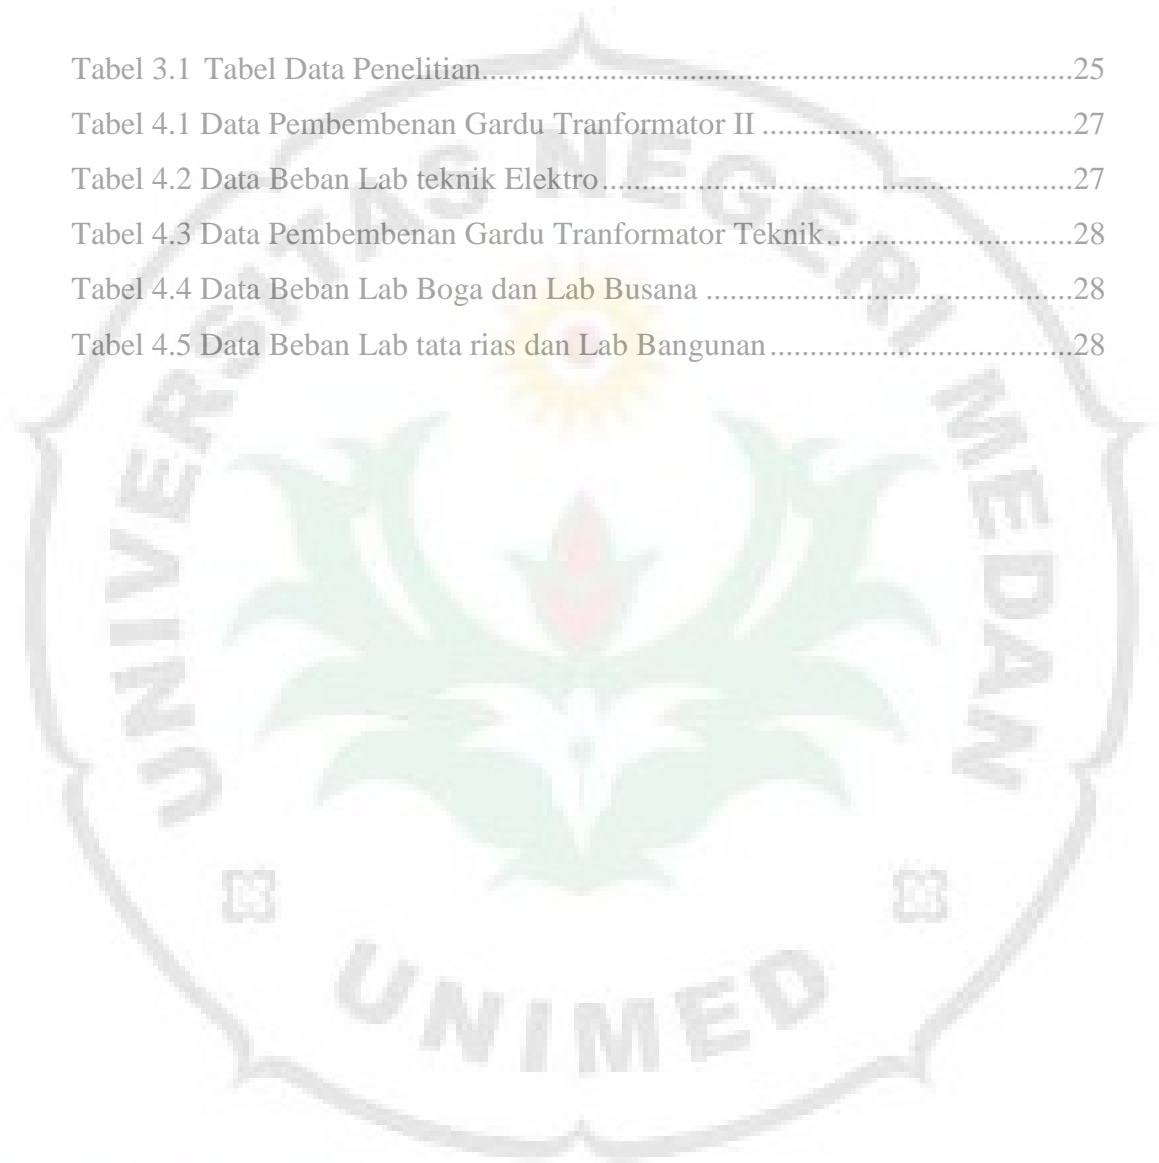 Tabel 3.1 Tabel Data Penelitian..........................................................................25
Tabel 4.1 Data Pembembenan Gardu Tranformator II .......................................27
Tabel 4.2 Data Beban Lab teknik Elektro...........................................................27
Tabel 4.3 Data Pembembenan Gardu Tranformator Teknik...............................28
Tabel 4.4 Data Beban Lab Boga dan Lab Busana ..............................................28
Tabel 4.5 Data Beban Lab tata rias dan Lab Bangunan......................................28
UNIVERSITAS NEGERI MEDAN
UNIMED